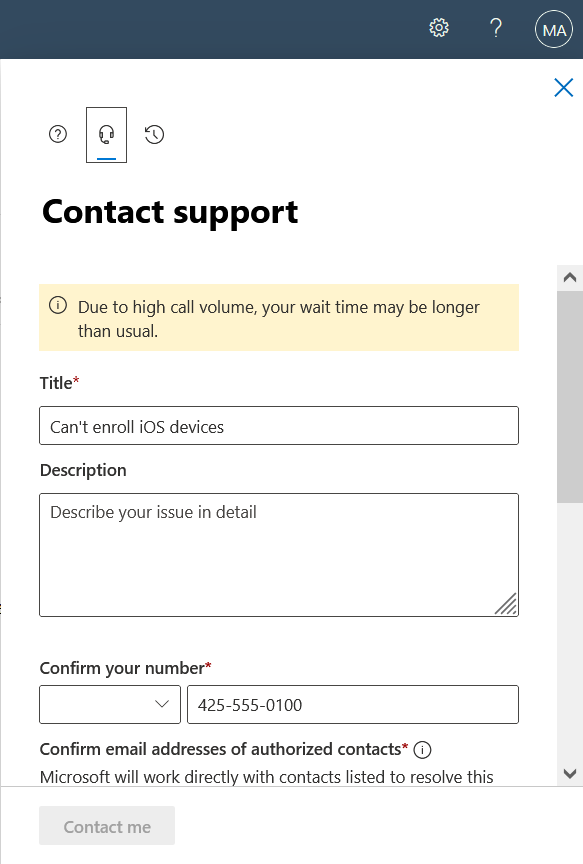 MA
Contact support
Due to high call volume, your wait time may be longer
than usual.
Title*
Can't enroll iOS devices
Description
Describe your issue in detail
Confirm your number*
425-555-0100
Confirm email addresses of authorized contacts*
Microsoft will work directly with contacts listed to resolve this
Contact me